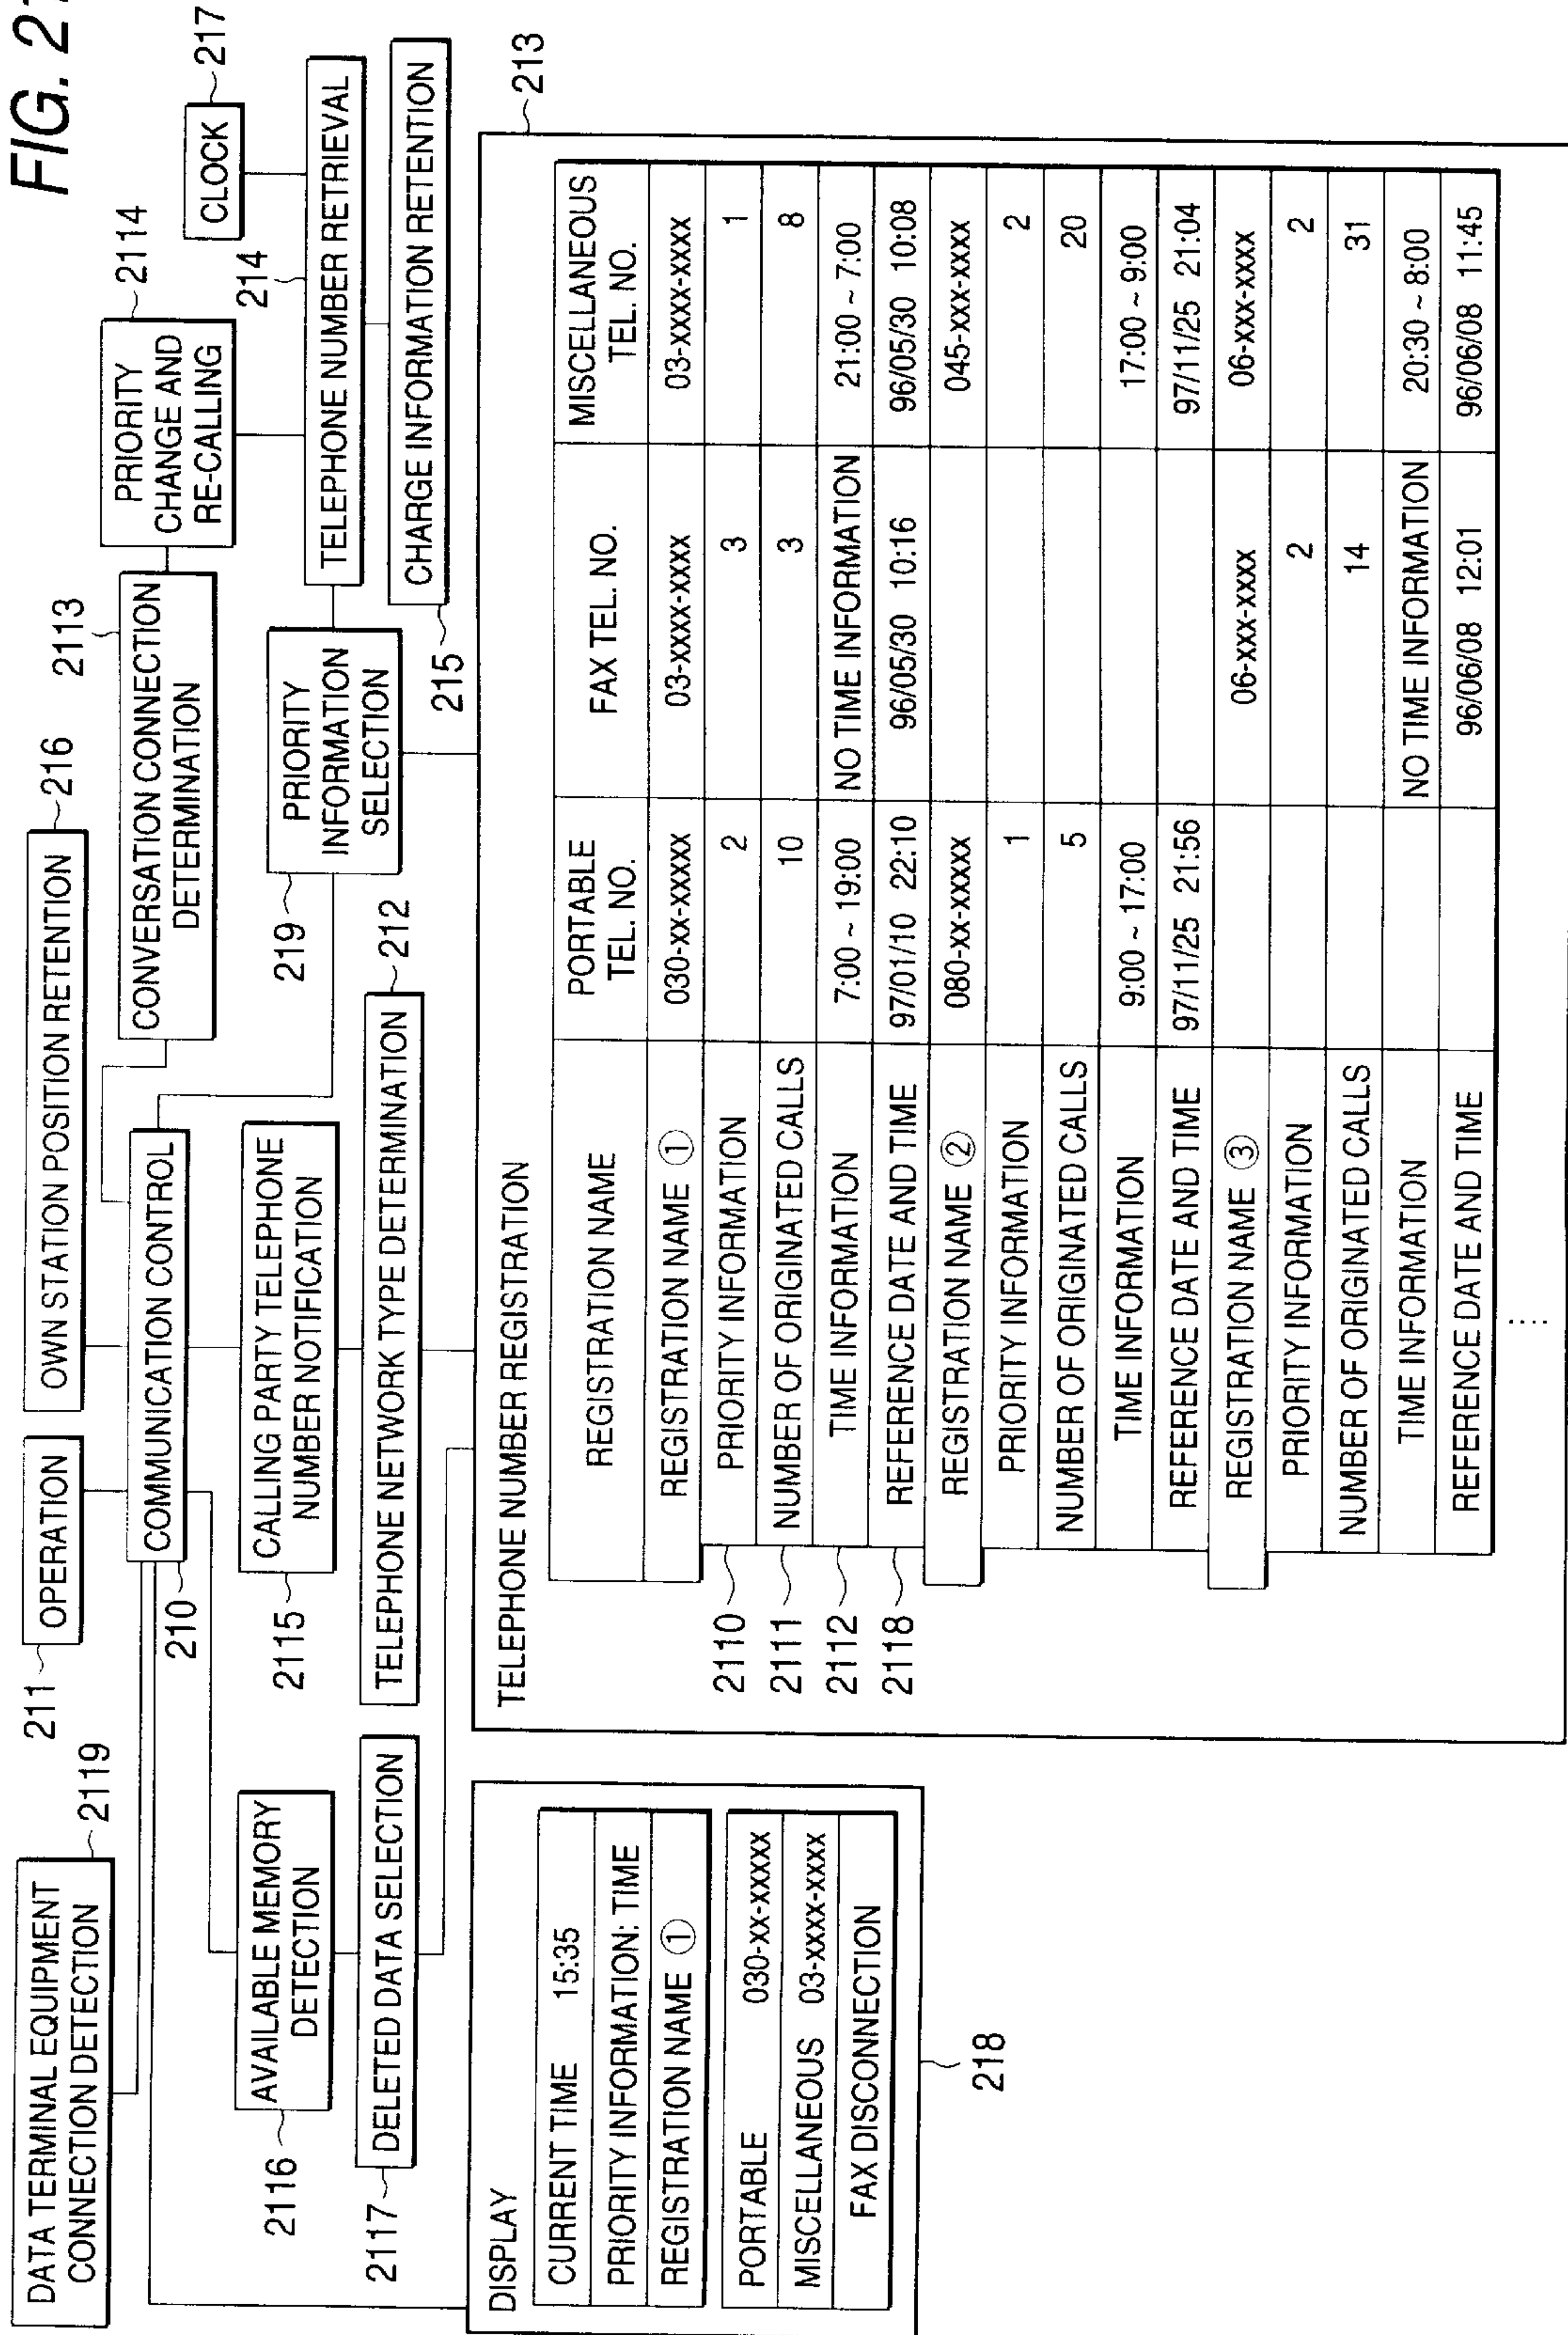 FIG. 21
DATA TERMINAL EQUIPMENT
CONNECTION DETECTION
2119
211
OPERATION
OWN STATION POSITION RETENTION
216
2113
CONVERSATION CONNECTION
DETERMINATION
PRIORITY
CHANGE AND
RE-CALLING
2114
COMMUNICATION CONTROL
210
CLOCK
217
214
TELEPHONE NUMBER RETRIEVAL
CHARGE INFORMATION RETENTION
215
219
PRIORITY
INFORMATION
SELECTION
AVAILABLE MEMORY
DETECTION
2116
CALLING PARTY TELEPHONE
NUMBER NOTIFICATION
2115
DELETED DATA SELECTION
2117
TELEPHONE NETWORK TYPE DETERMINATION
212
DISPLAY
CURRENT TIME 15:35
PRIORITY INFORMATION: TIME
REGISTRATION NAME ①
PORTABLE 030-xx-xxxxx
MISCELLANEOUS 03-xxxx-xxxx
FAX DISCONNECTION
218
TELEPHONE NUMBER REGISTRATION
213
REGISTRATION NAME PORTABLE TEL. NO. FAX TEL. NO. MISCELLANEOUS TEL. NO.
REGISTRATION NAME ① 030-xx-xxxxx 03-xxxx-xxxx 03-xxxx-xxxx
2110 PRIORITY INFORMATION 2 3 1
2111 NUMBER OF ORIGINATED CALLS 10 3 8
2112 TIME INFORMATION 7:00 ~ 19:00 NO TIME INFORMATION 21:00 ~ 7:00
2118 REFERENCE DATE AND TIME 97/01/10 22:10 96/05/30 10:16 96/05/30 10:08
REGISTRATION NAME ② 080-xx-xxxxx 045-xxx-xxxx
PRIORITY INFORMATION 1 2
NUMBER OF ORIGINATED CALLS 5 20
TIME INFORMATION 9:00 ~ 17:00 17:00 ~ 9:00
REFERENCE DATE AND TIME 97/11/25 21:56 97/11/25 21:04
REGISTRATION NAME ③ 06-xxx-xxxx 06-xxx-xxxx
PRIORITY INFORMATION 2 2
NUMBER OF ORIGINATED CALLS 14 31
TIME INFORMATION NO TIME INFORMATION 20:30 ~ 8:00
REFERENCE DATE AND TIME 96/06/08 12:01 96/06/08 11:45